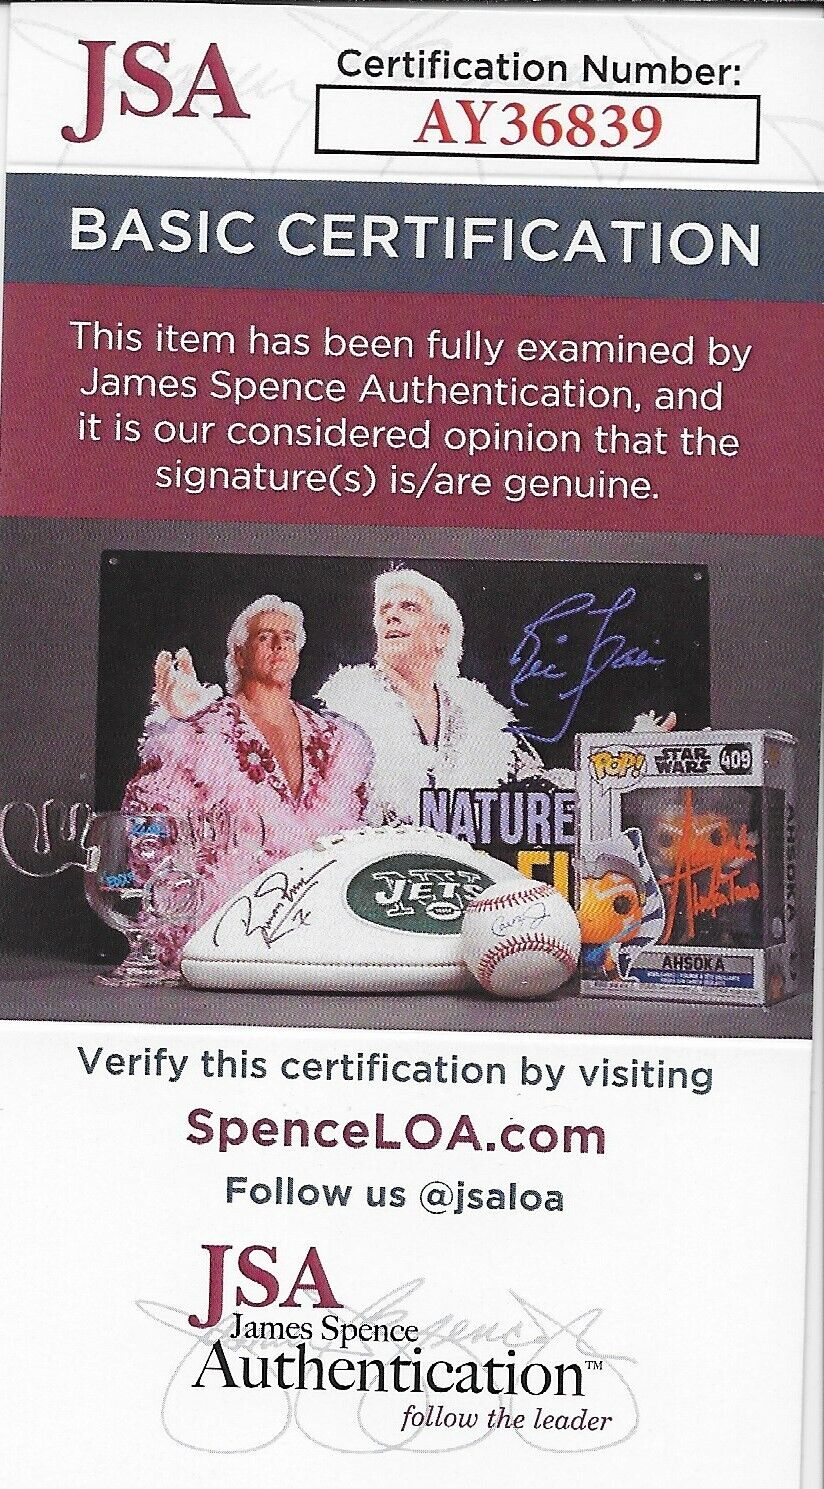 JSA
Certification Number:
AY36839
BASIC CERTIFICATION
This item has been fully examined by
James Spence Authentication, and
it is our considered opinion that the
signature(s) is/are genuine.
NATURE
JETS
POP!
STAR
WARS
409
AHSOKA
AHSOKA
Verify this certification by visiting
SpenceLOA.com
Follow us @jsaloa
JSA
James Spence
Authentication™
follow the leader